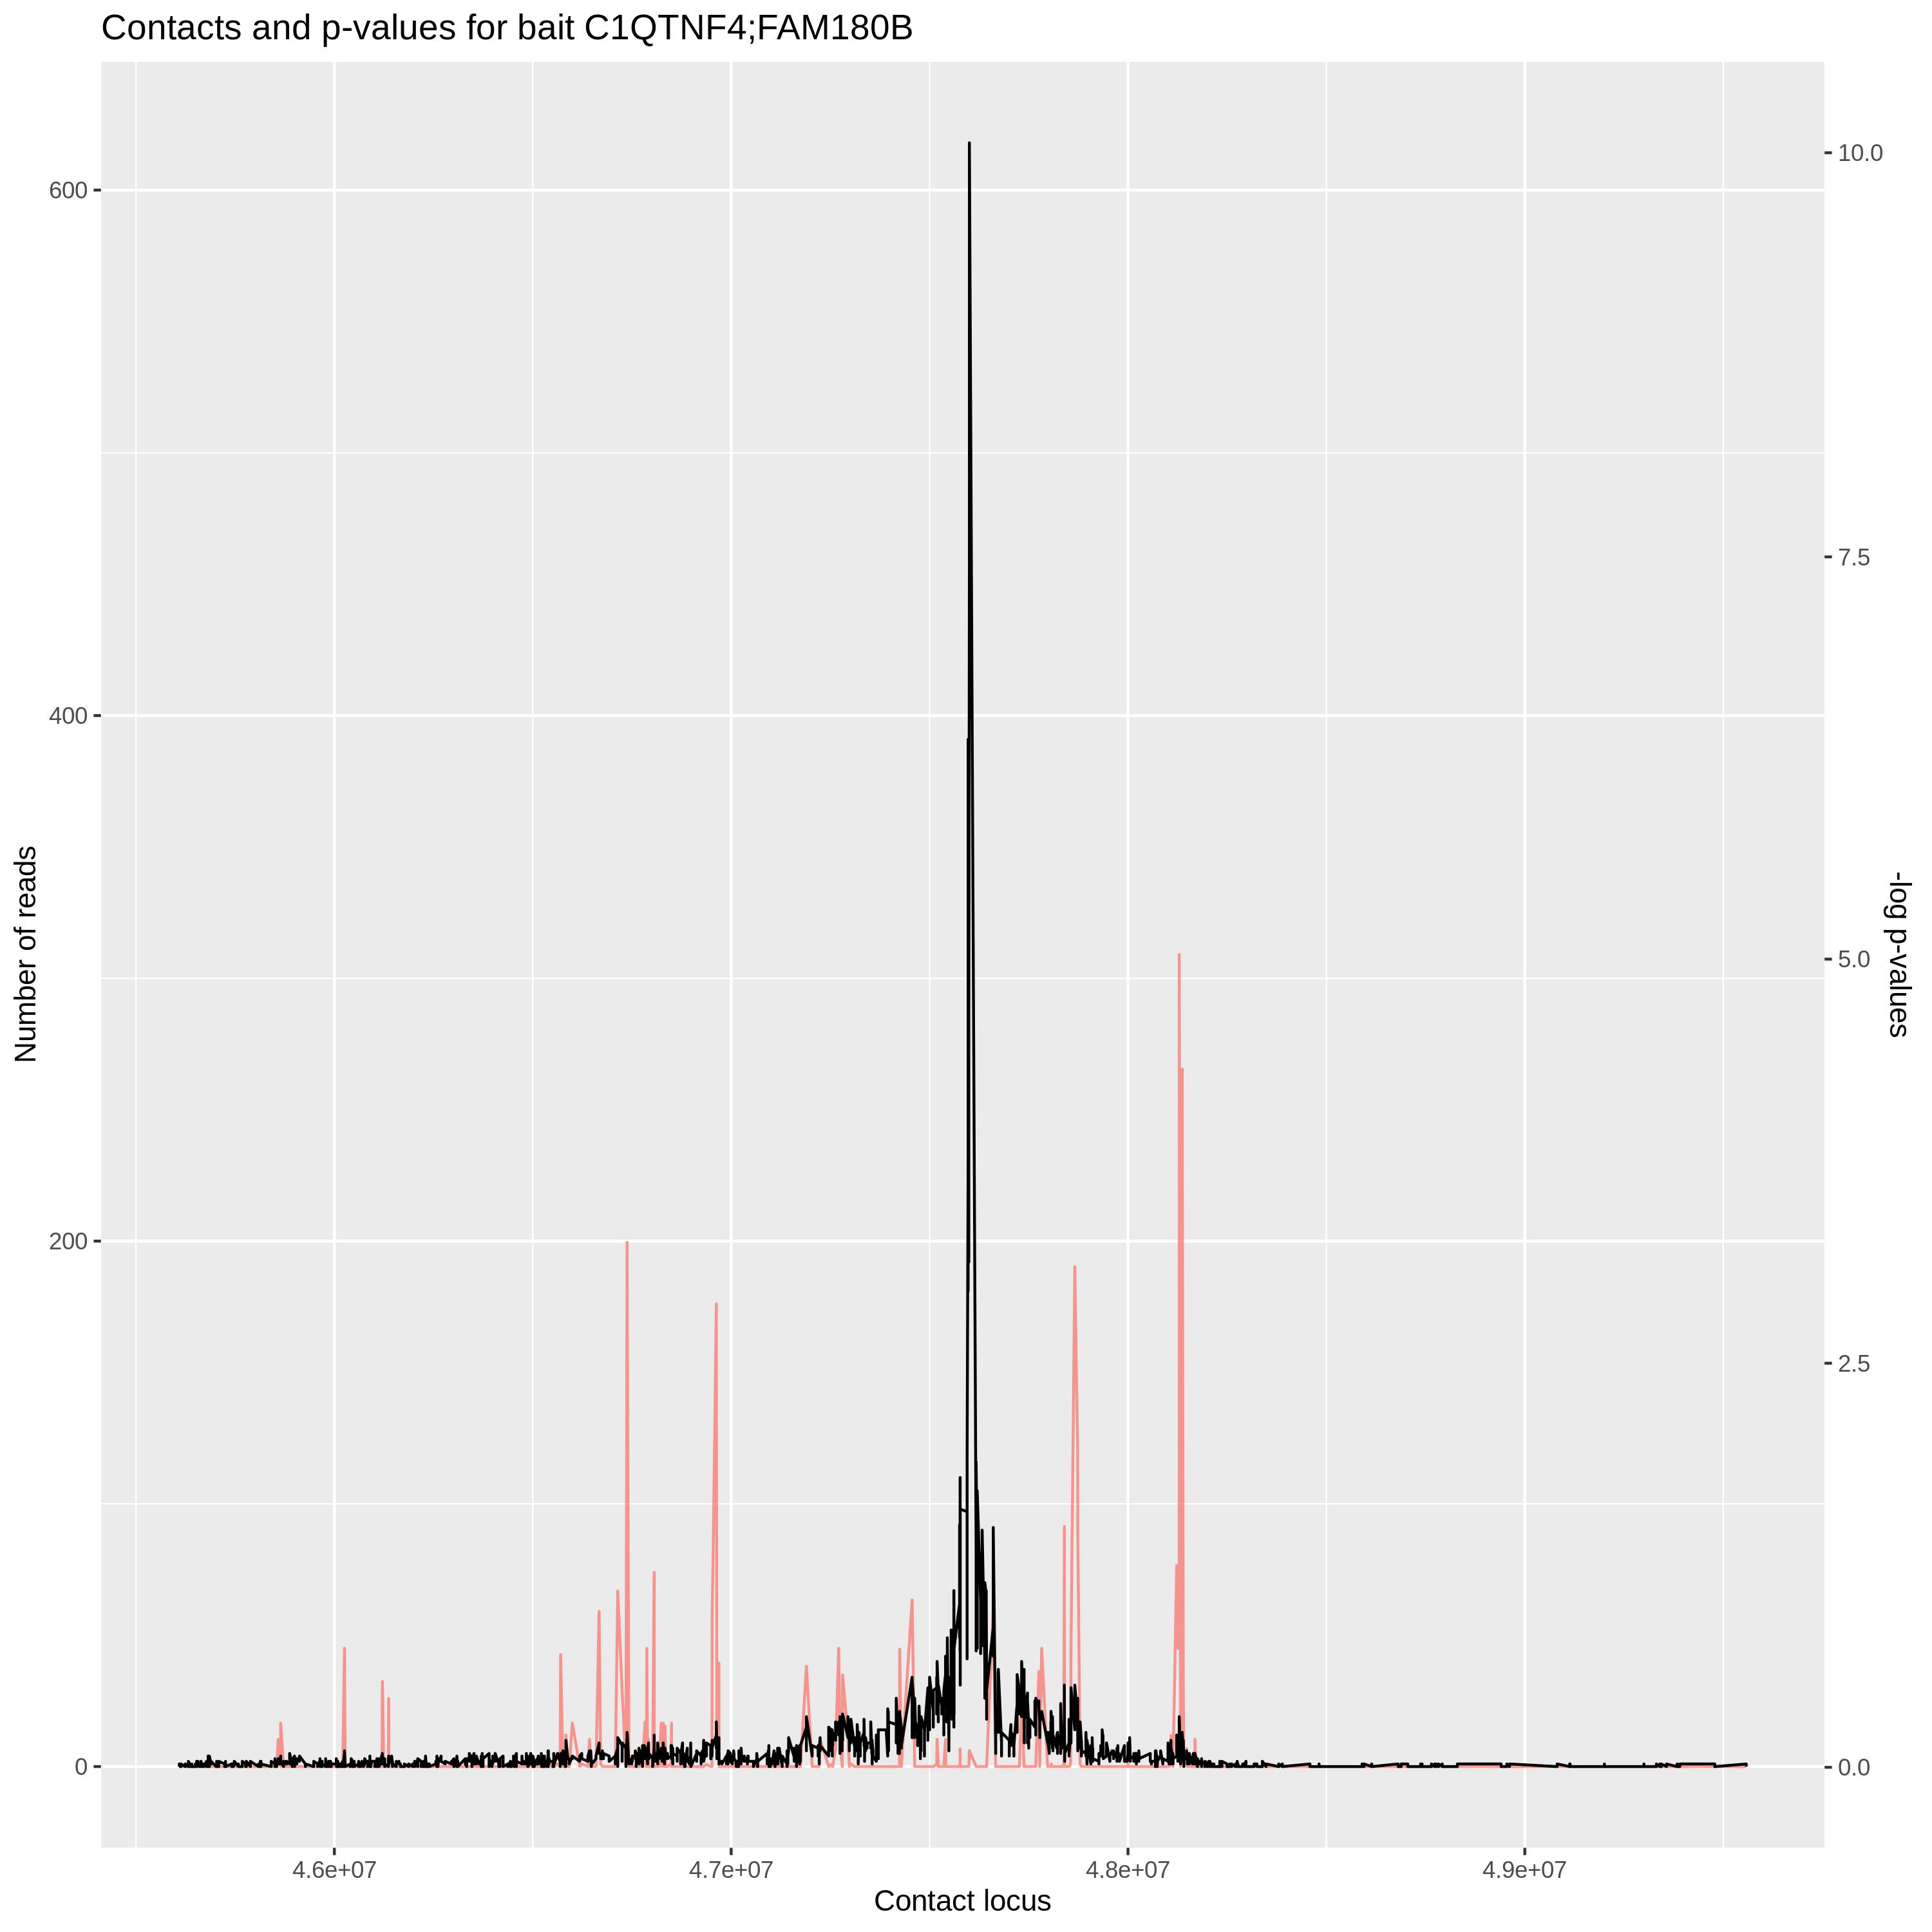 Contacts and p-values for bait C1QTNF4;FAM180B
600
400
200
0
Number of reads
10.0
7.5
5.0
2.5
0.0
-log p-values
4.6e+07
4.7e+07
4.8e+07
4.9e+07
Contact locus